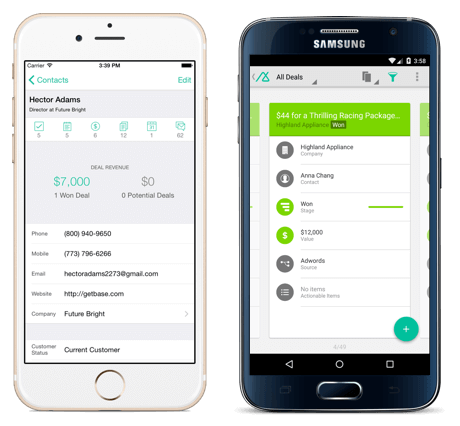 Carrier
3:39 PM
Contacts
Edit
Hector Adams
Director at Future Bright
5 5 6 12 1 62
DEAL REVENUE
$7,000
1 Won Deal
$0
0 Potential Deals
Phone (800) 940-9650
Mobile (773) 796-6266
Email hectoradams2273@gmail.com
Website http://getbase.com
Company Future Bright
Customer
Status
Current Customer
SAMSUNG
3:58
All Deals
$44 for a Thrilling Racing Package...
Highland Appliance Won
Highland Appliance
Company
Anna Chang
Contact
Won
Stage
$12,000
Value
Adwords
Source
No items
Actionable items
4/49